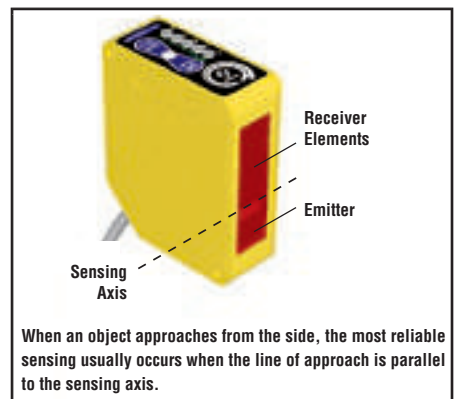 Receiver
Elements
Emitter
Sensing
Axis
When an object approaches from the side, the most reliable
sensing usually occurs when the line of approach is parallel
to the sensing axis.